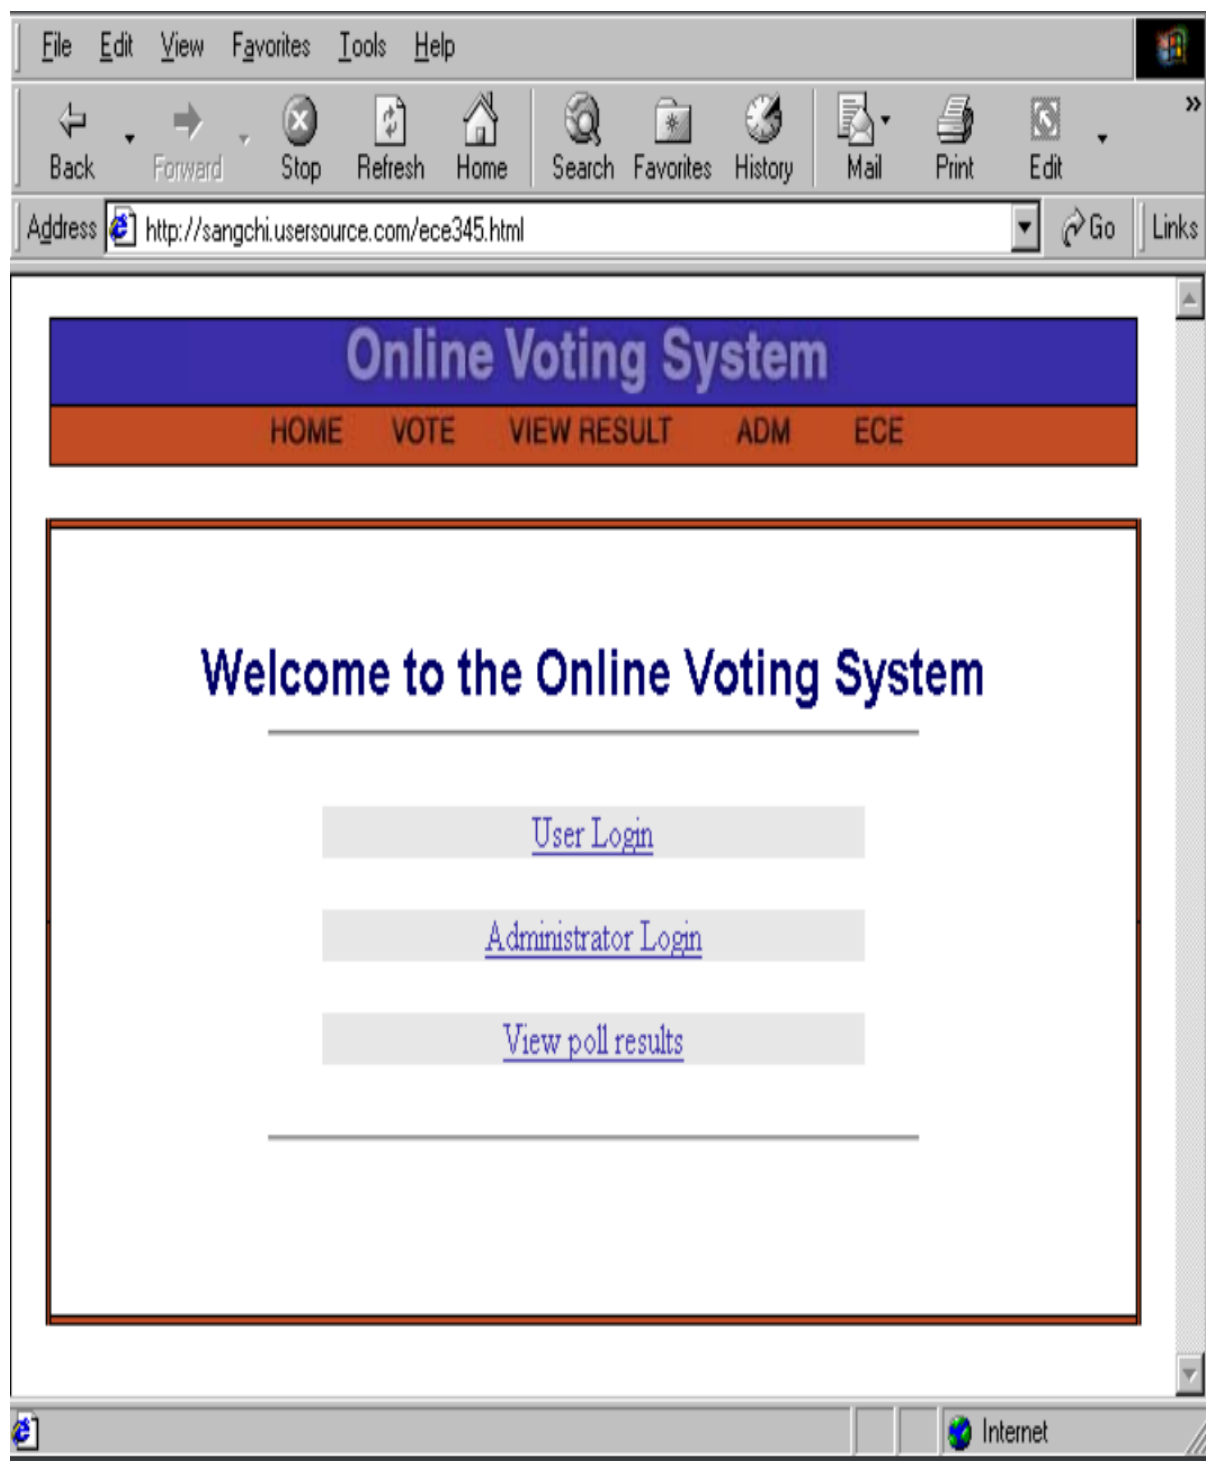 File Edit View Favorites Tools Help
Back Forward Stop Refresh Home Search Favorites History Mail Print Edit »
Address http://sangchi.usersource.com/ece345.html Go Links
Online Voting System
HOME VOTE VIEW RESULT ADM ECE
Welcome to the Online Voting System
User Login
Administrator Login
View poll results
Internet